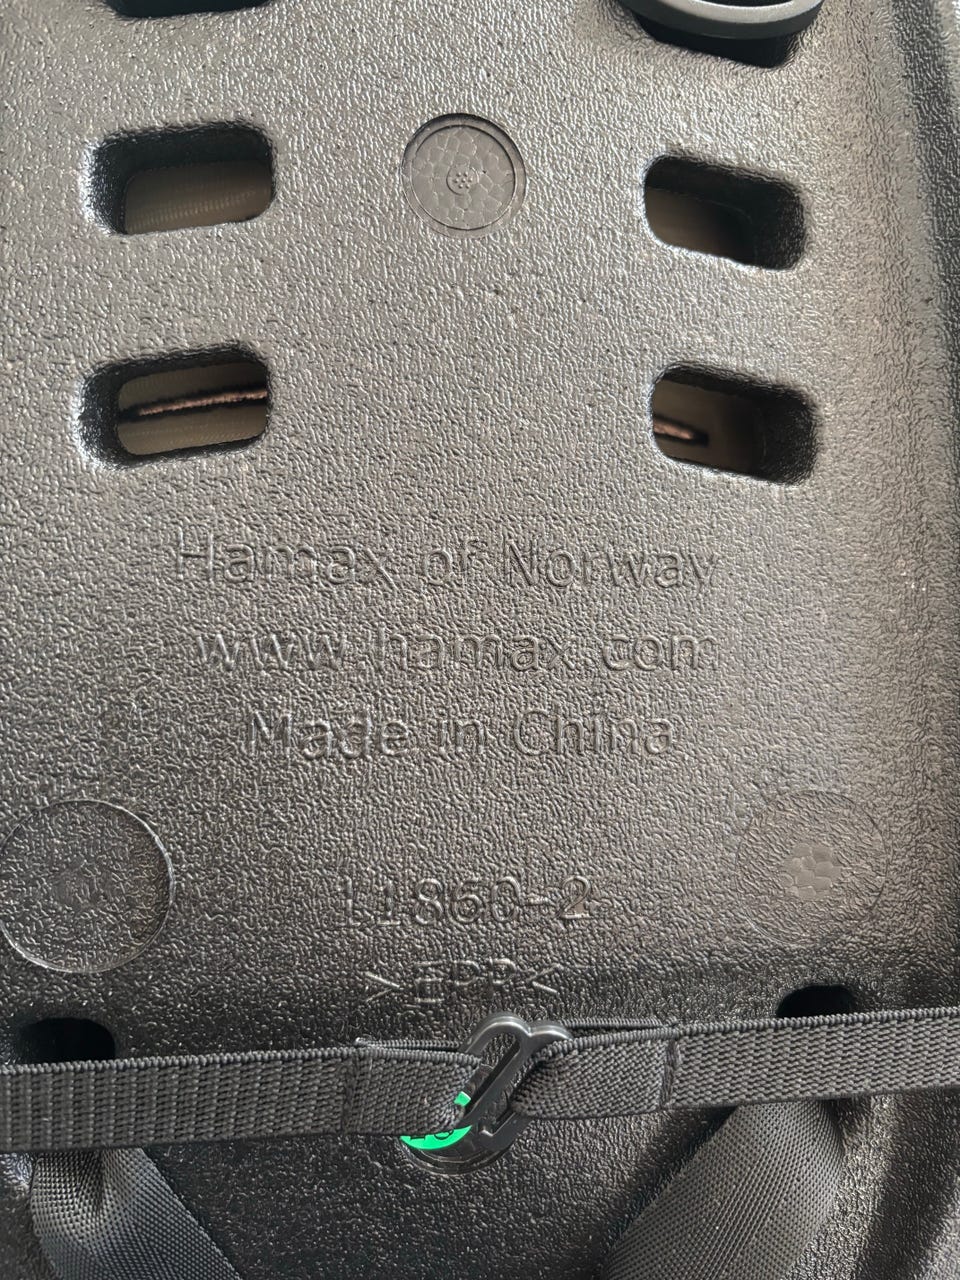 Hamax of Norway
www.hamax.com
Made in China
11860-2
>EPP<